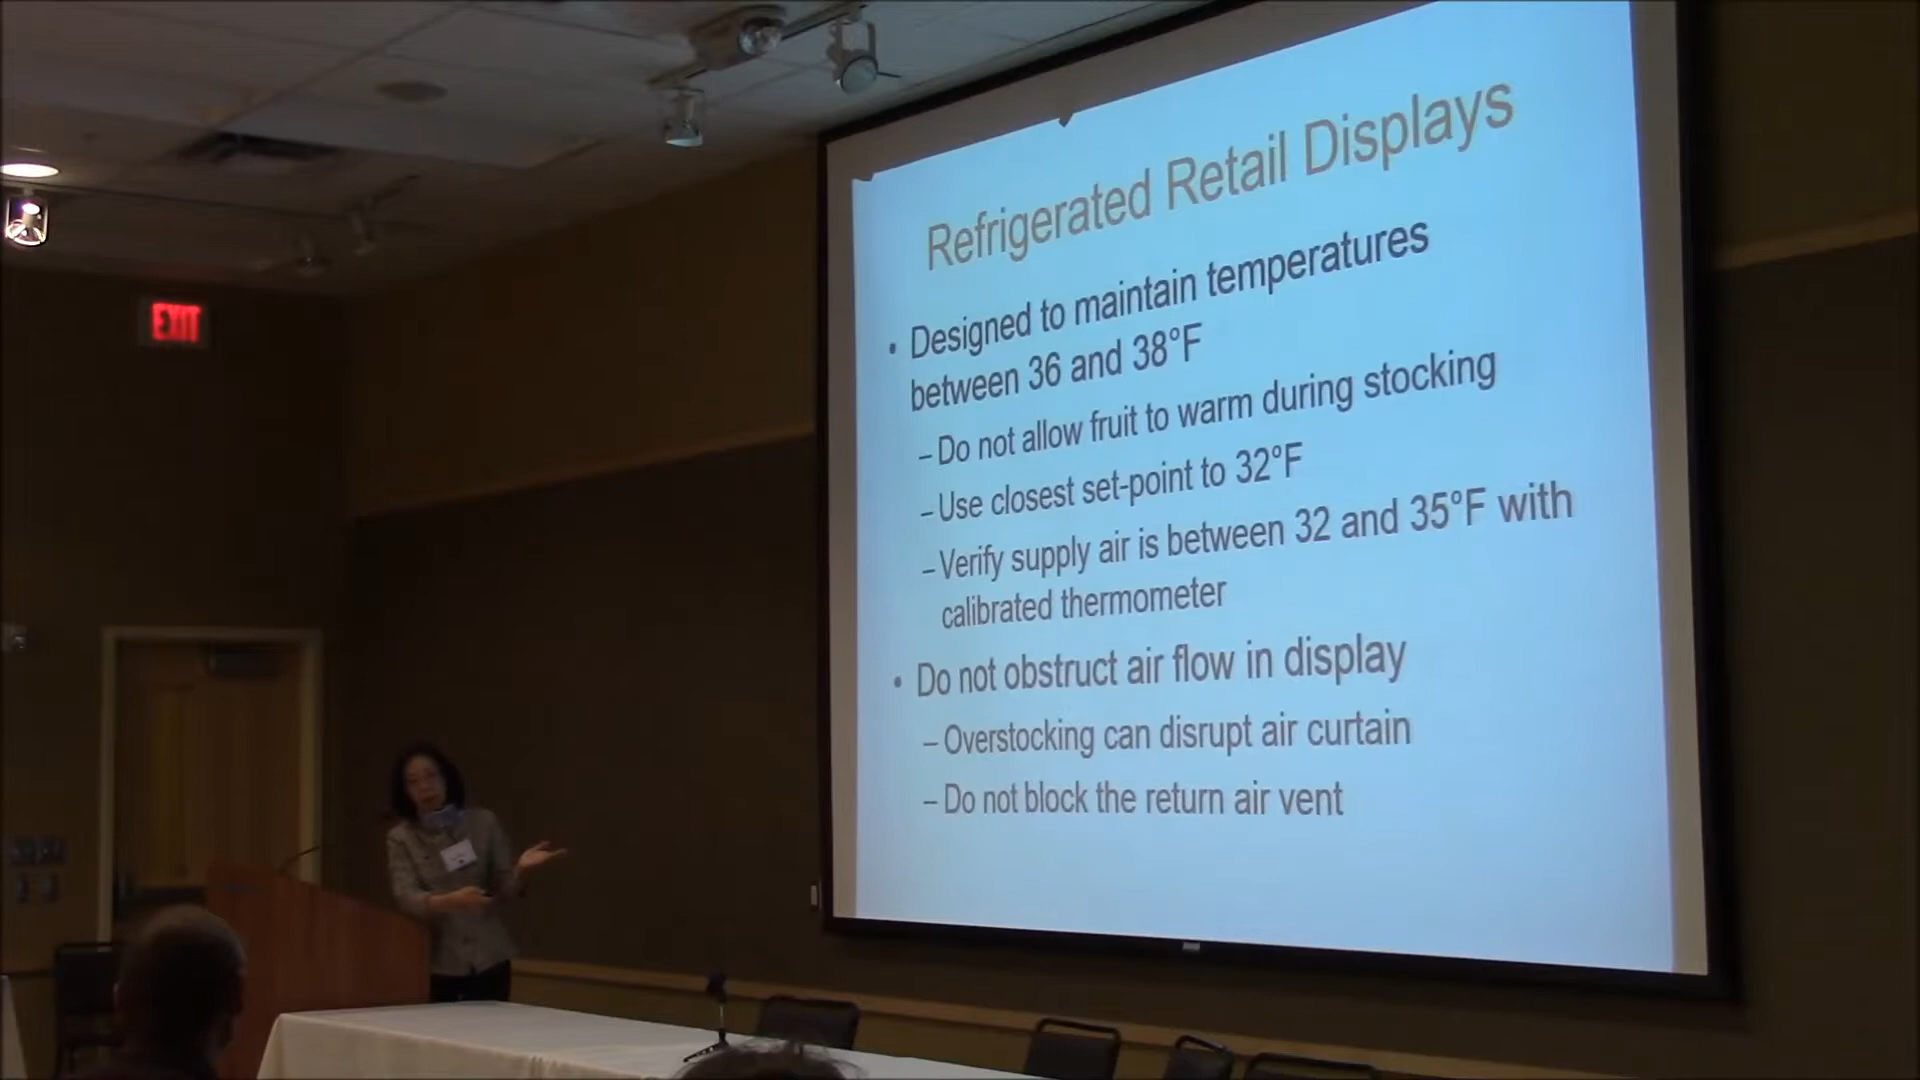 EXIT
Refrigerated Retail Displays
• Designed to maintain temperatures
between 36 and 38°F
– Do not allow fruit to warm during stocking
– Use closest set-point to 32°F
– Verify supply air is between 32 and 35°F with
calibrated thermometer
• Do not obstruct air flow in display
– Overstocking can disrupt air curtain
– Do not block the return air vent